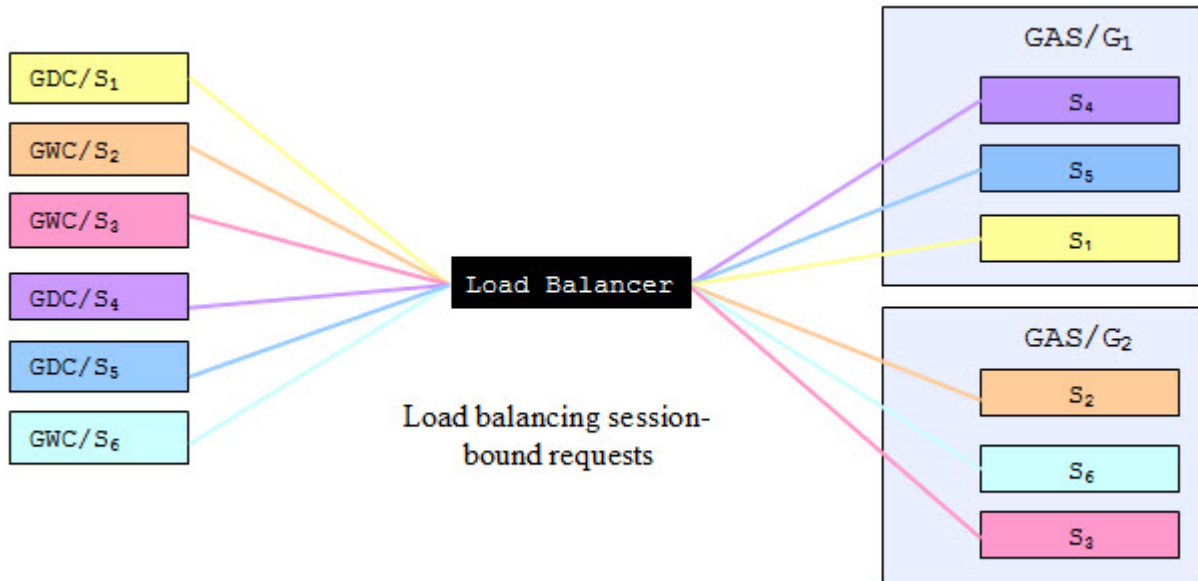 GDC/S₁
GWC/S₂
GWC/S₃
GDC/S₄
GDC/S₅
GWC/S₆
Load Balancer
Load balancing session-
bound requests
GAS/G₁
S₄
S₅
S₁
GAS/G₂
S₂
S₆
S₃